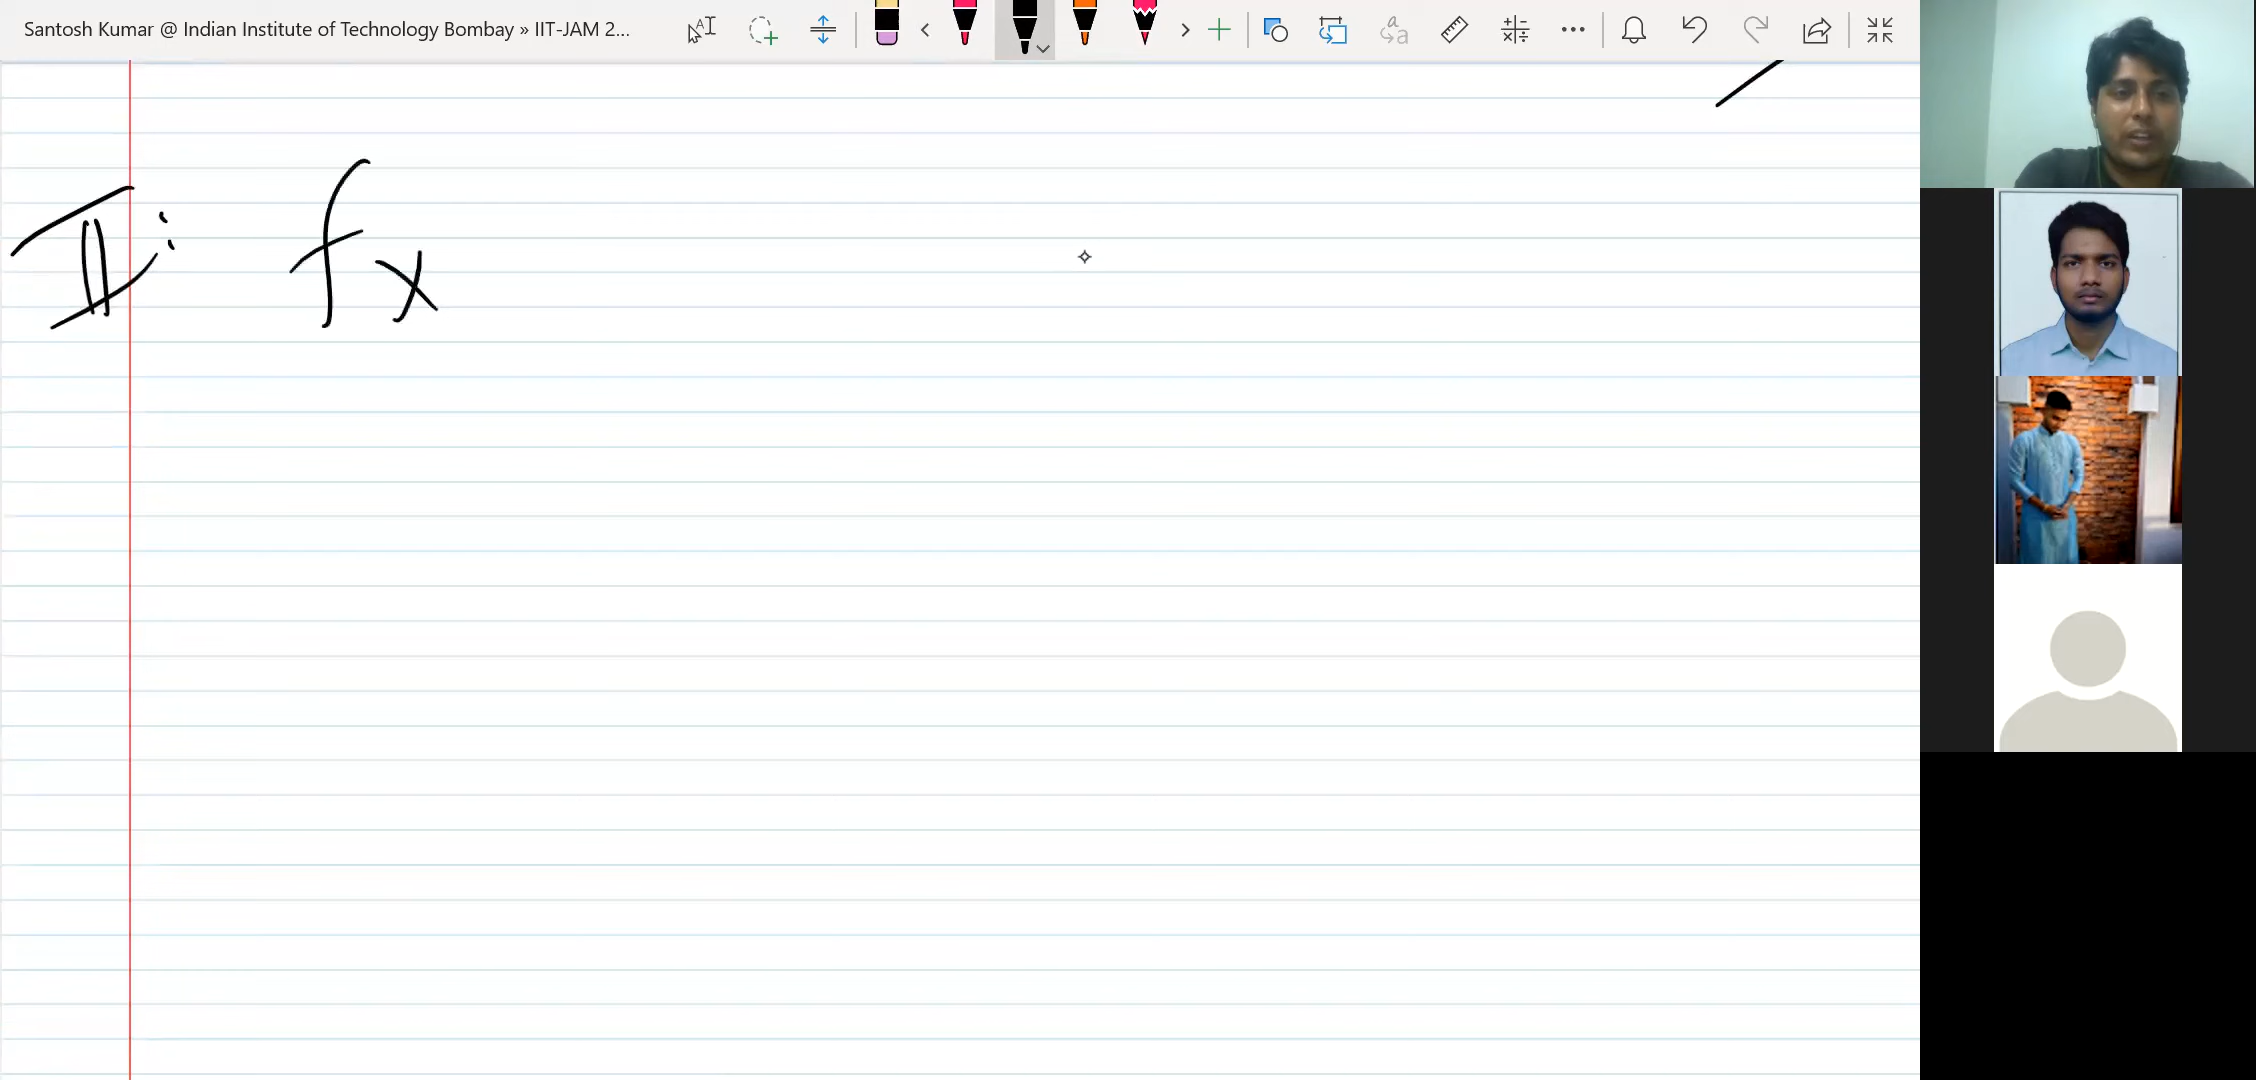 Santosh Kumar @ Indian Institute of Technology Bombay » IIT-JAM 2...
II: fx